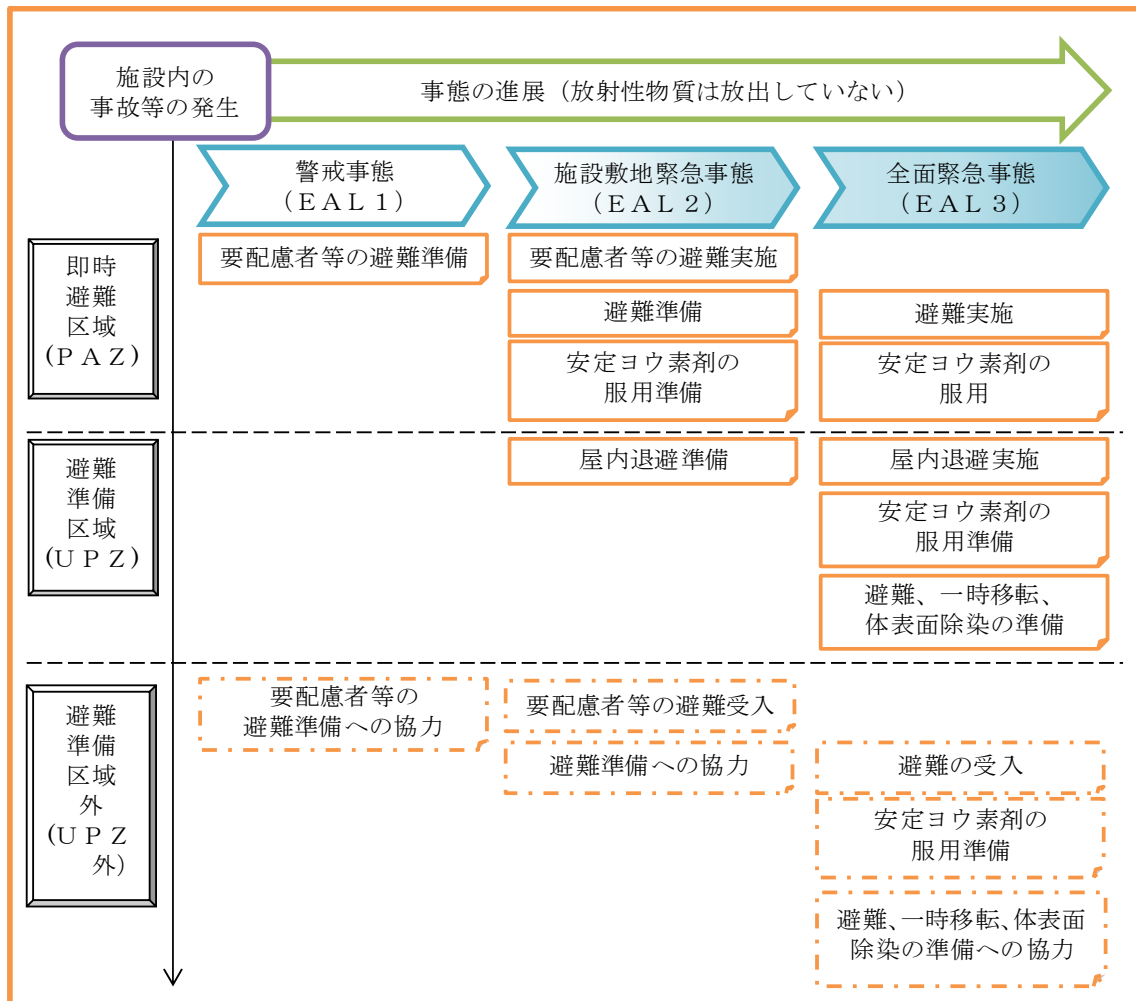 施設内の
事故等の発生
事態の進展（放射性物質は放出していない）
警戒事態
（ＥＡＬ１）
施設敷地緊急事態
（ＥＡＬ２）
全面緊急事態
（ＥＡＬ３）
即時
避難
区域
(ＰＡＺ)
要配慮者等の避難準備
要配慮者等の避難実施
避難準備
避難実施
安定ヨウ素剤の
服用準備
安定ヨウ素剤の
服用
避難
準備
区域
(ＵＰＺ)
屋内退避準備
屋内退避実施
安定ヨウ素剤の
服用準備
避難、一時移転、
体表面除染の準備
避難
準備
区域
外
(ＵＰＺ
外)
要配慮者等の
避難準備への協力
要配慮者等の避難受入
避難準備への協力
避難の受入
安定ヨウ素剤の
服用準備
避難、一時移転、体表面
除染の準備への協力